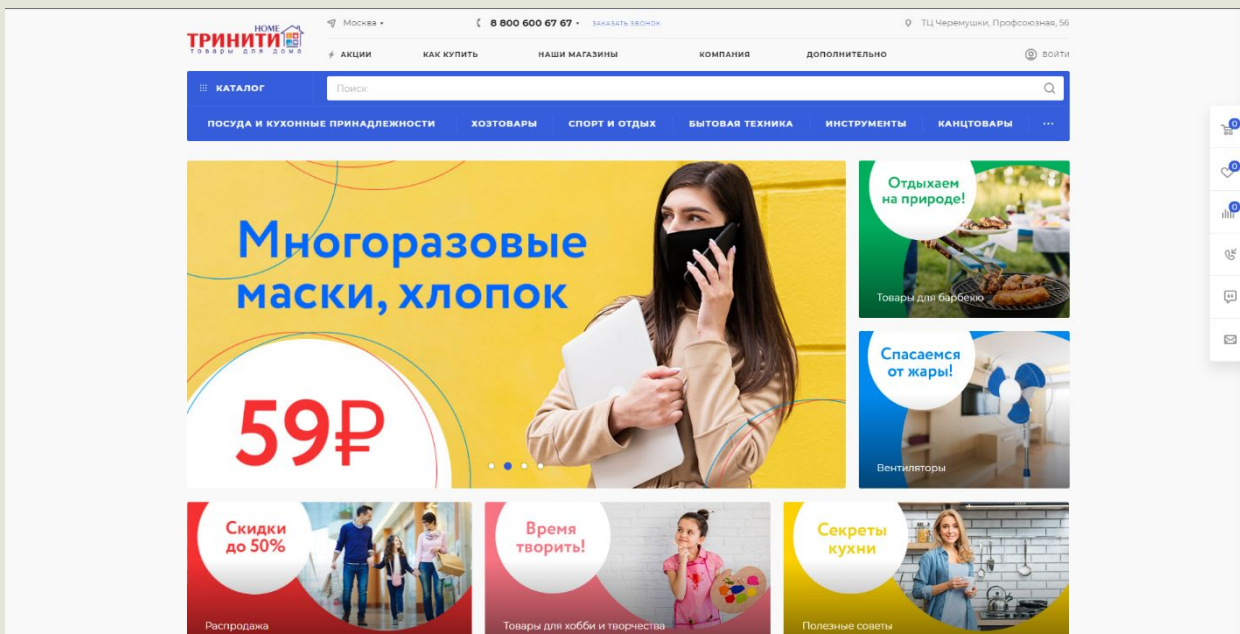 HOME
ТРИНИТИ
товары для дома
Москва
8 800 600 67 67
ЗАКАЗАТЬ ЗВОНОК
ТЦ Черемушки, Профсоюзная, 56
АКЦИИ
КАК КУПИТЬ
НАШИ МАГАЗИНЫ
КОМПАНИЯ
ДОПОЛНИТЕЛЬНО
ВОЙТИ
КАТАЛОГ
Поиск
ПОСУДА И КУХОННЫЕ ПРИНАДЛЕЖНОСТИ
ХОЗТОВАРЫ
СПОРТ И ОТДЫХ
БЫТОВАЯ ТЕХНИКА
ИНСТРУМЕНТЫ
КАНЦТОВАРЫ
...
0
0
0
Многоразовые
маски, хлопок
59₽
Отдыхаем
на природе!
Товары для барбекю
Спасаемся
от жары!
Вентиляторы
Скидки
до 50%
Распродажа
Время
творить!
Товары для хобби и творчества
Секреты
кухни
Полезные советы